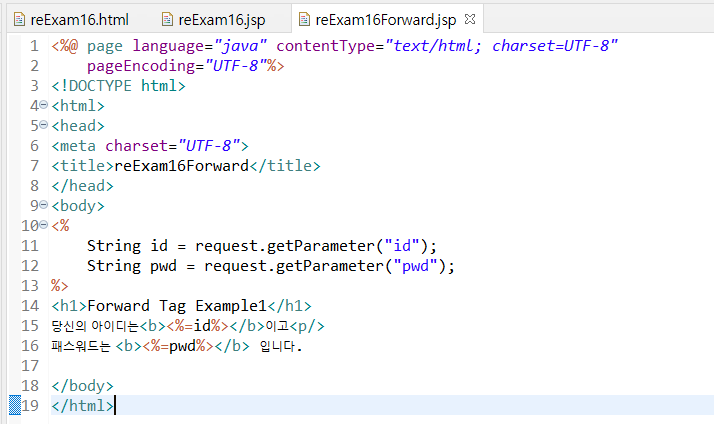 reExam16.html reExam16.jsp reExam16Forward.jsp
1 <%@ page language="java" contentType="text/html; charset=UTF-8"
2 pageEncoding="UTF-8"%>
3 <!DOCTYPE html>
4 <html>
5 <head>
6 <meta charset="UTF-8">
7 <title>reExam16Forward</title>
8 </head>
9 <body>
10 <%
11 String id = request.getParameter("id");
12 String pwd = request.getParameter("pwd");
13 %>
14 <h1>Forward Tag Example1</h1>
15 당신의 아이디는<b><%=id%></b>이고<p/>
16 패스워드는 <b><%=pwd%></b> 입니다.
17
18 </body>
19 </html>